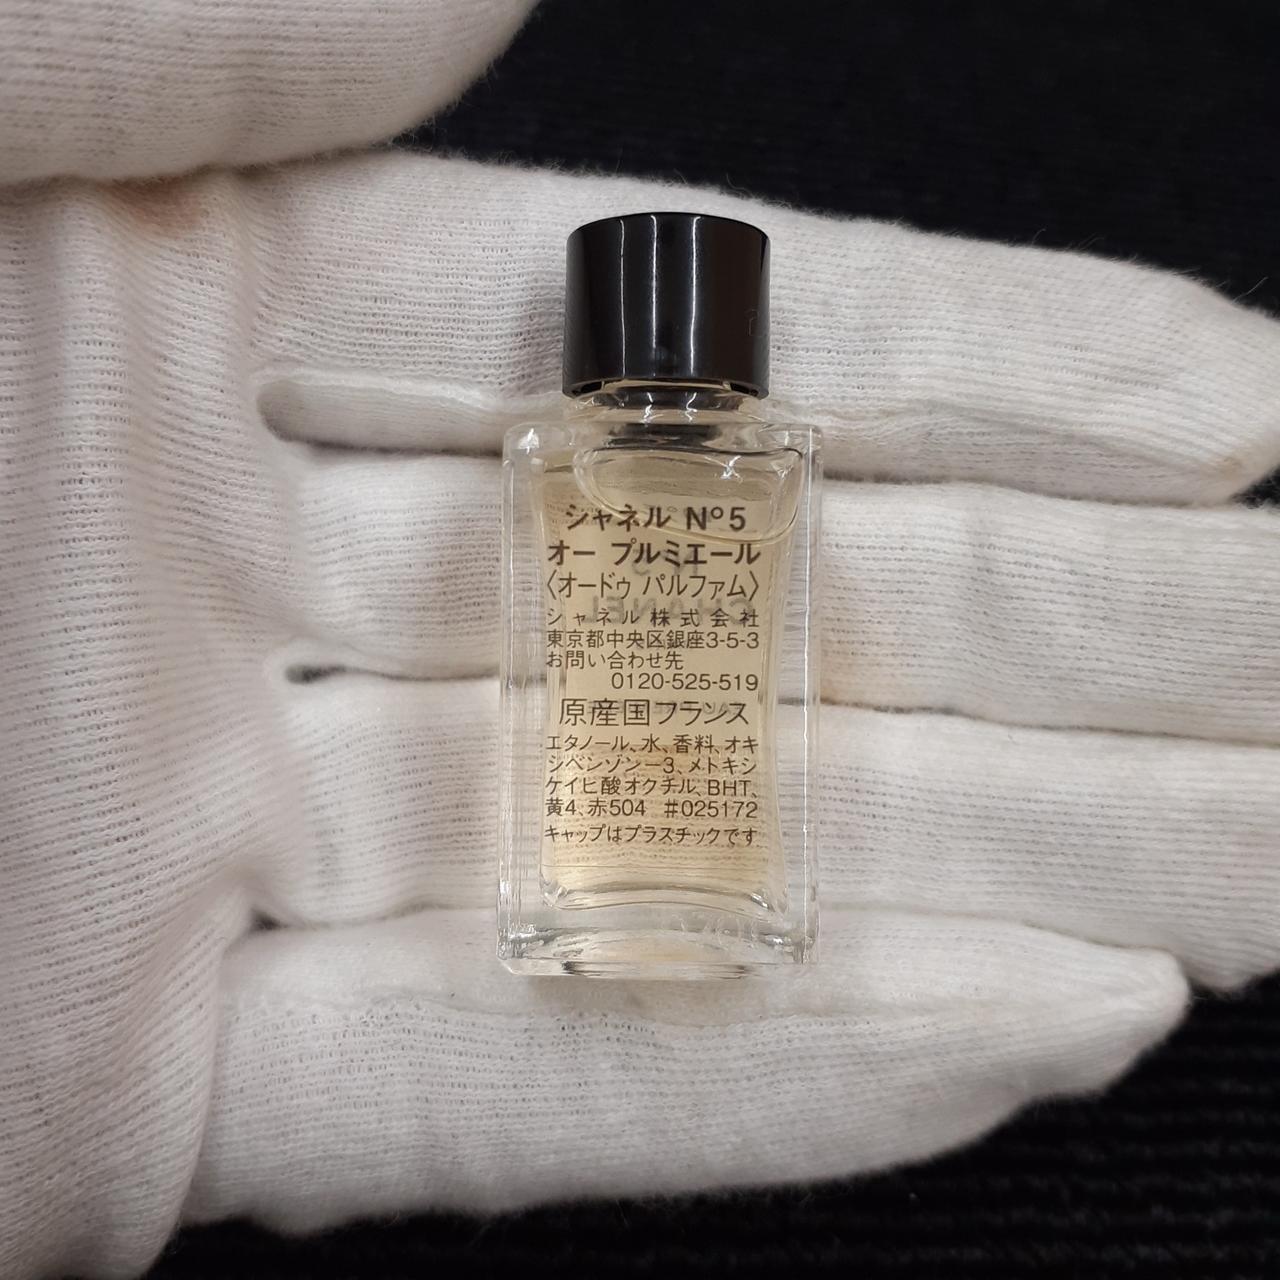 シャネル N°5
オー プルミエール
〈オードゥ パルファム〉
シャネル株式会社
東京都中央区銀座3-5-3
お問い合わせ先
0120-525-519
原産国フランス
エタノール、水、香料、オキ
シベンゾン－3、メトキシ
ケイヒ酸オクチル、BHT、
黄4、赤504 #025172
キャップはプラスチックです